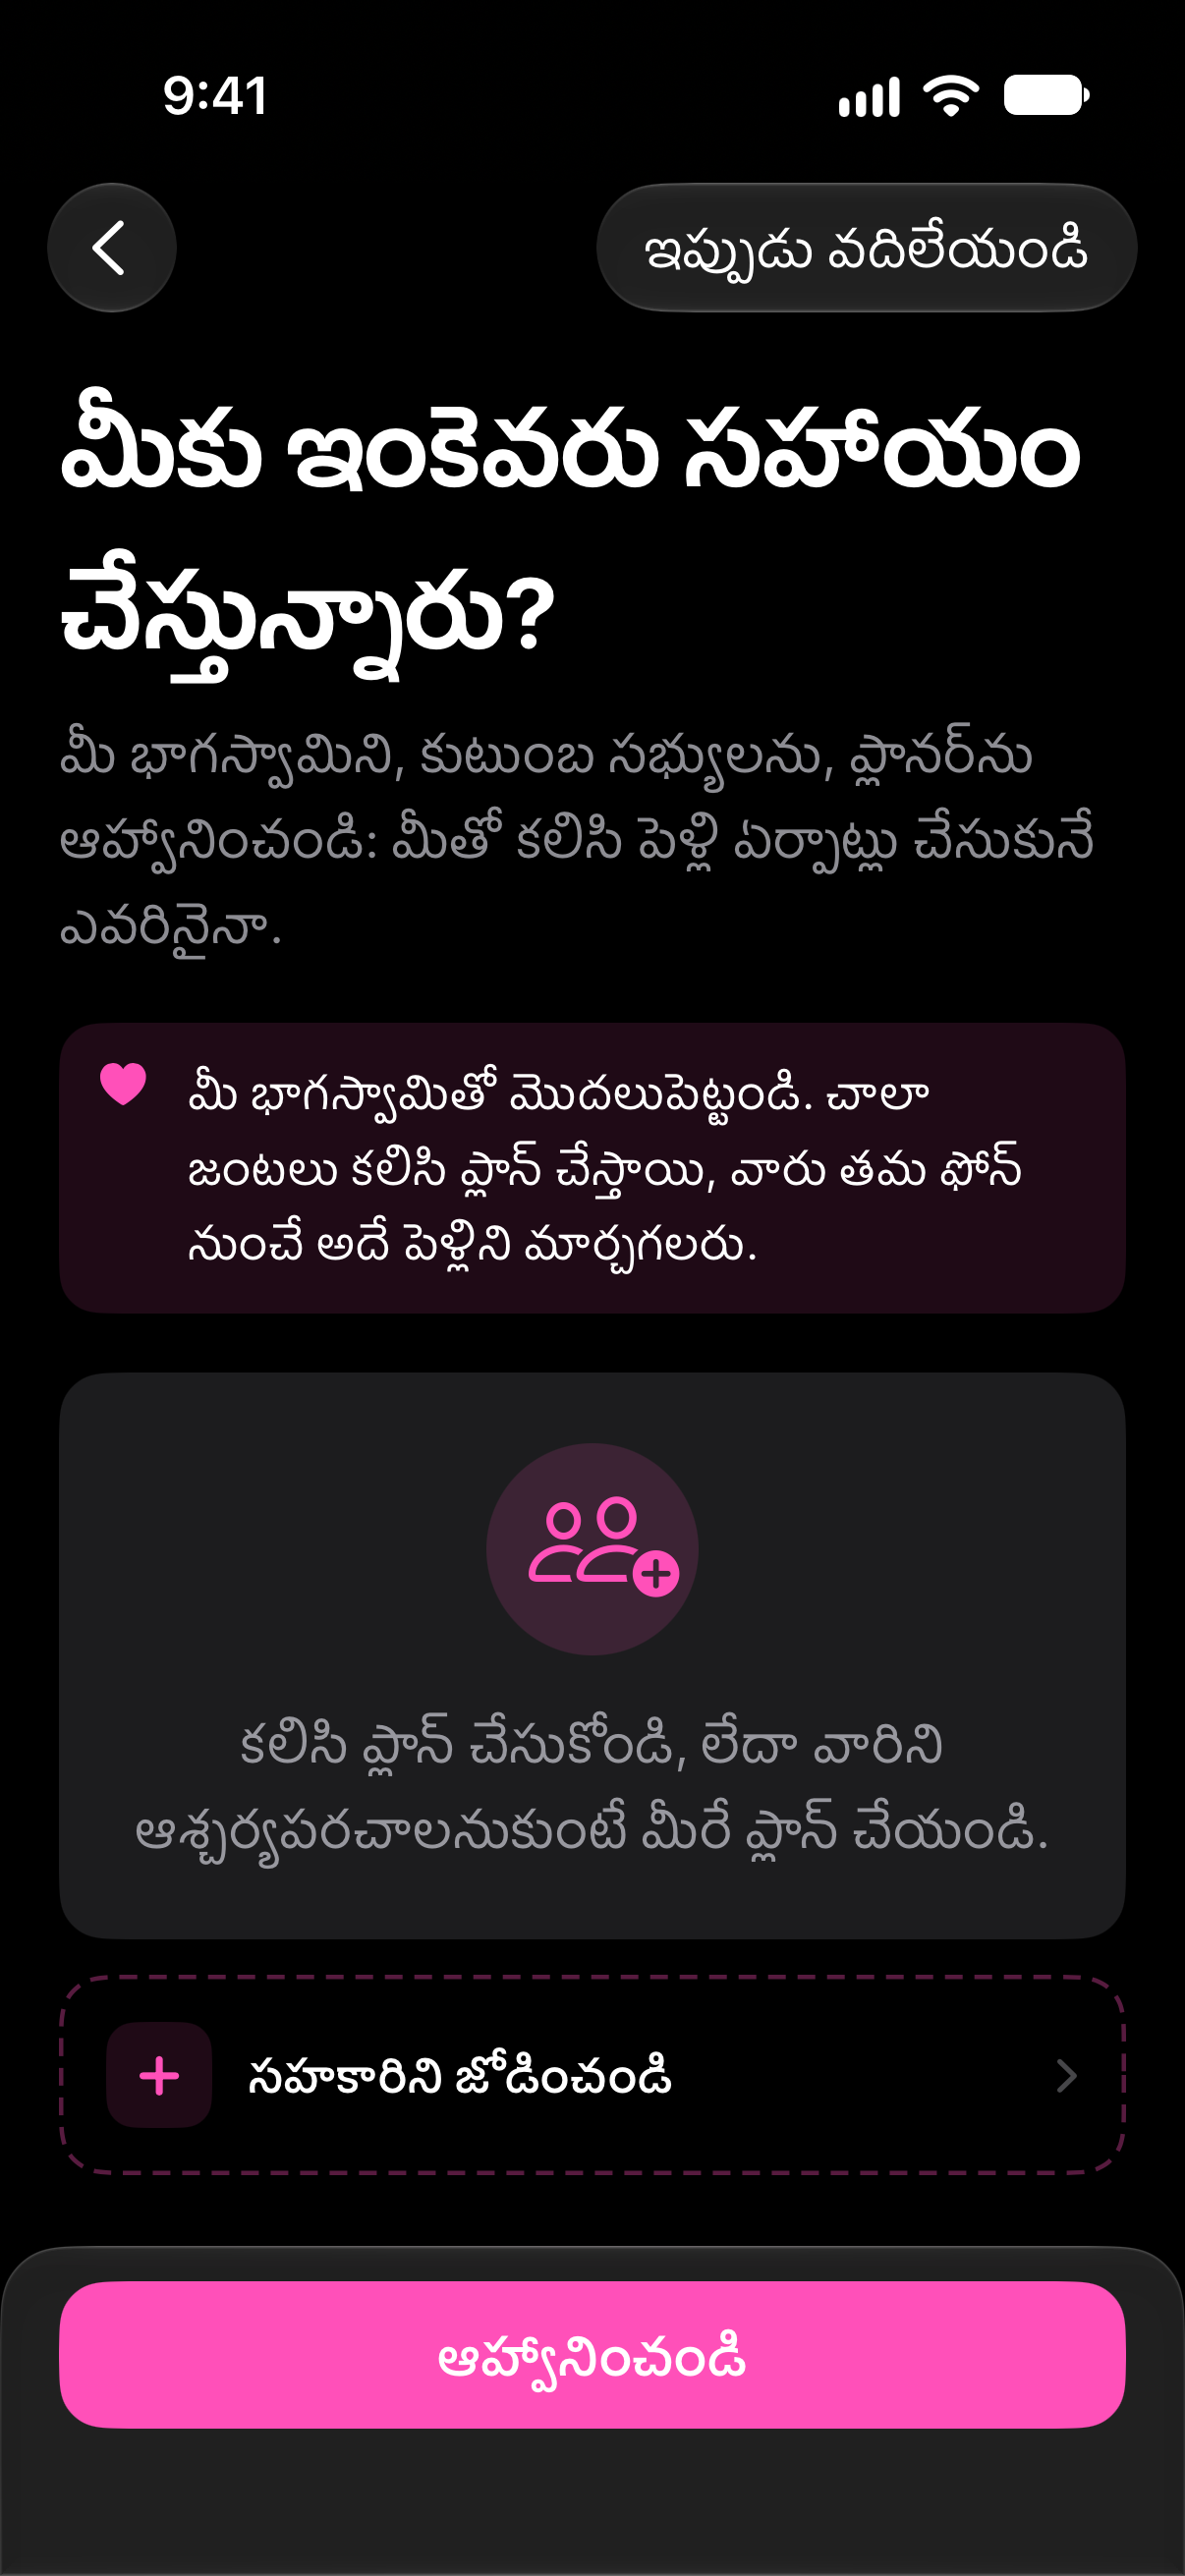 9:41
ఇప్పుడు వదిలేయండి
మీకు ఇంకెవరు సహాయం
చేస్తున్నారు?
మీ భాగస్వామిని, కుటుంబ సభ్యులను, ప్లానర్‌ను
ఆహ్వానించండి: మీతో కలిసి పెళ్లి ఏర్పాట్లు చేసుకునే
ఎవరినైనా.
మీ భాగస్వామితో మొదలుపెట్టండి. చాలా
జంటలు కలిసి ప్లాన్ చేస్తాయి, వారు తమ ఫోన్
నుంచే అదే పెళ్లిని మార్చగలరు.
కలిసి ప్లాన్ చేసుకోండి, లేదా వారిని
ఆశ్చర్యపరచాలనుకుంటే మీరే ప్లాన్ చేయండి.
సహకారిని జోడించండి
ఆహ్వానించండి